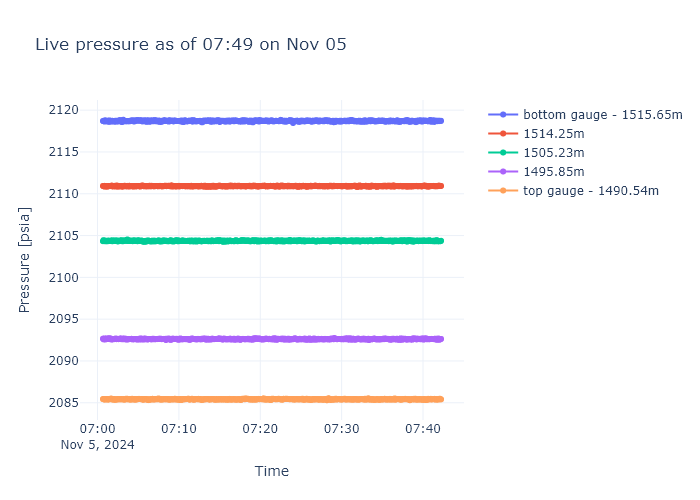 Live pressure as of 07:49 on Nov 05
bottom gauge - 1515.65m
1514.25m
1505.23m
1495.85m
top gauge - 1490.54m
Pressure [psia]
2120
2115
2110
2105
2100
2095
2090
2085
07:00
Nov 5, 2024
07:10
07:20
07:30
07:40
Time